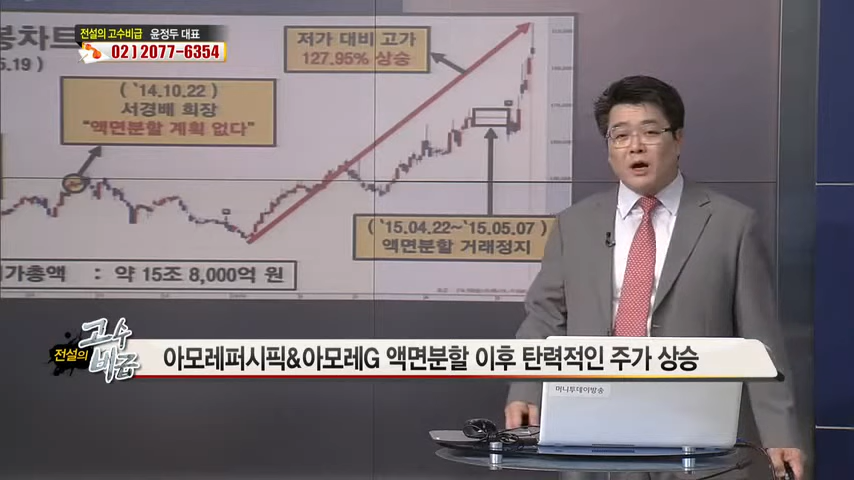 전설의 고수비급 윤정두 대표
02) 2077-6354
봉차트
5.19 )
저가 대비 고가
127.95% 상승
( `14.10.22 )
서경배 회장
"액면분할 계획 없다"
( `15.04.22~`15.05.07 )
액면분할 거래정지
가총액 : 약 15조 8,000억 원
전설의 고수비급
아모레퍼시픽&아모레G 액면분할 이후 탄력적인 주가 상승
미니투데이방송